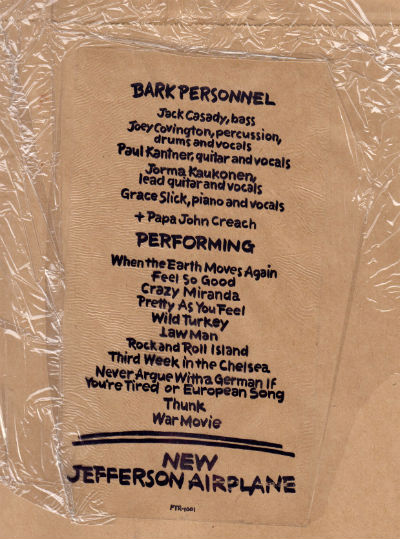 BARK PERSONNEL
Jack Casady, bass
Joey Covington, percussion,
drums and vocals
Paul Kantner, guitar and vocals
Jorma Kaukonen,
lead guitar and vocals
Grace Slick, piano and vocals
+ Papa John Creach
PERFORMING
When the Earth Moves Again
Feel So Good
Crazy Miranda
Pretty As You Feel
Wild Turkey
Law Man
Rock and Roll Island
Third Week in the Chelsea
Never Argue With a German If
You're Tired or European Song
Thunk
War Movie
NEW
JEFFERSON AIRPLANE
FTR-1001